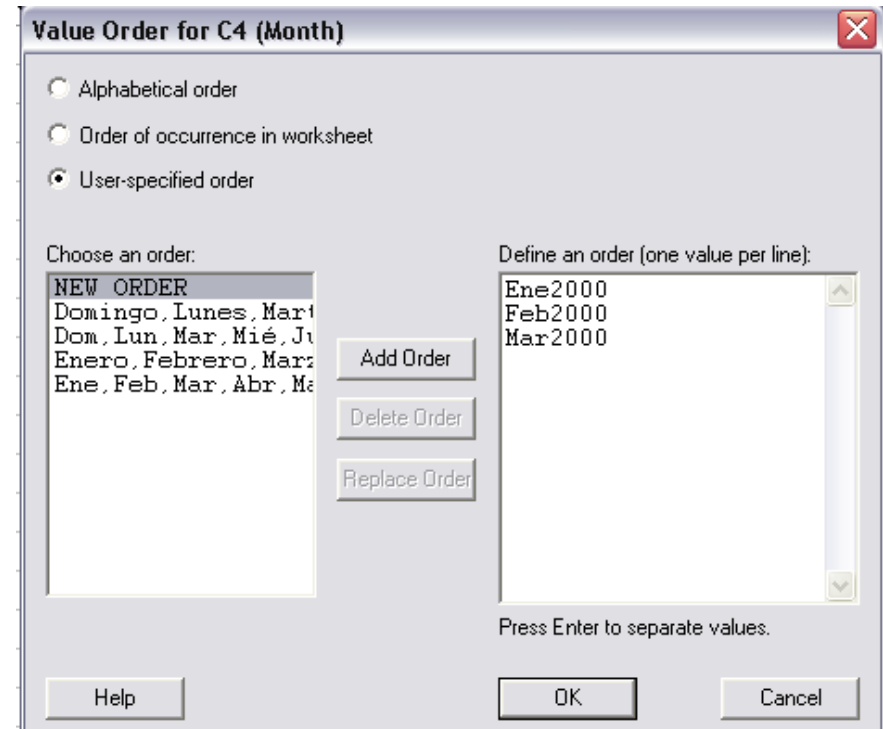 Value Order for C4 (Month)
Alphabetical order
Order of occurrence in worksheet
User-specified order
Choose an order:
NEW ORDER
Domingo,Lunes,Mart
Dom,Lun,Mar,Mié,Ju
Enero,Febrero,Marz
Ene,Feb,Mar,Abr,Ma
Add Order
Delete Order
Replace Order
Define an order (one value per line):
Ene2000
Feb2000
Mar2000
Press Enter to separate values.
Help
OK
Cancel